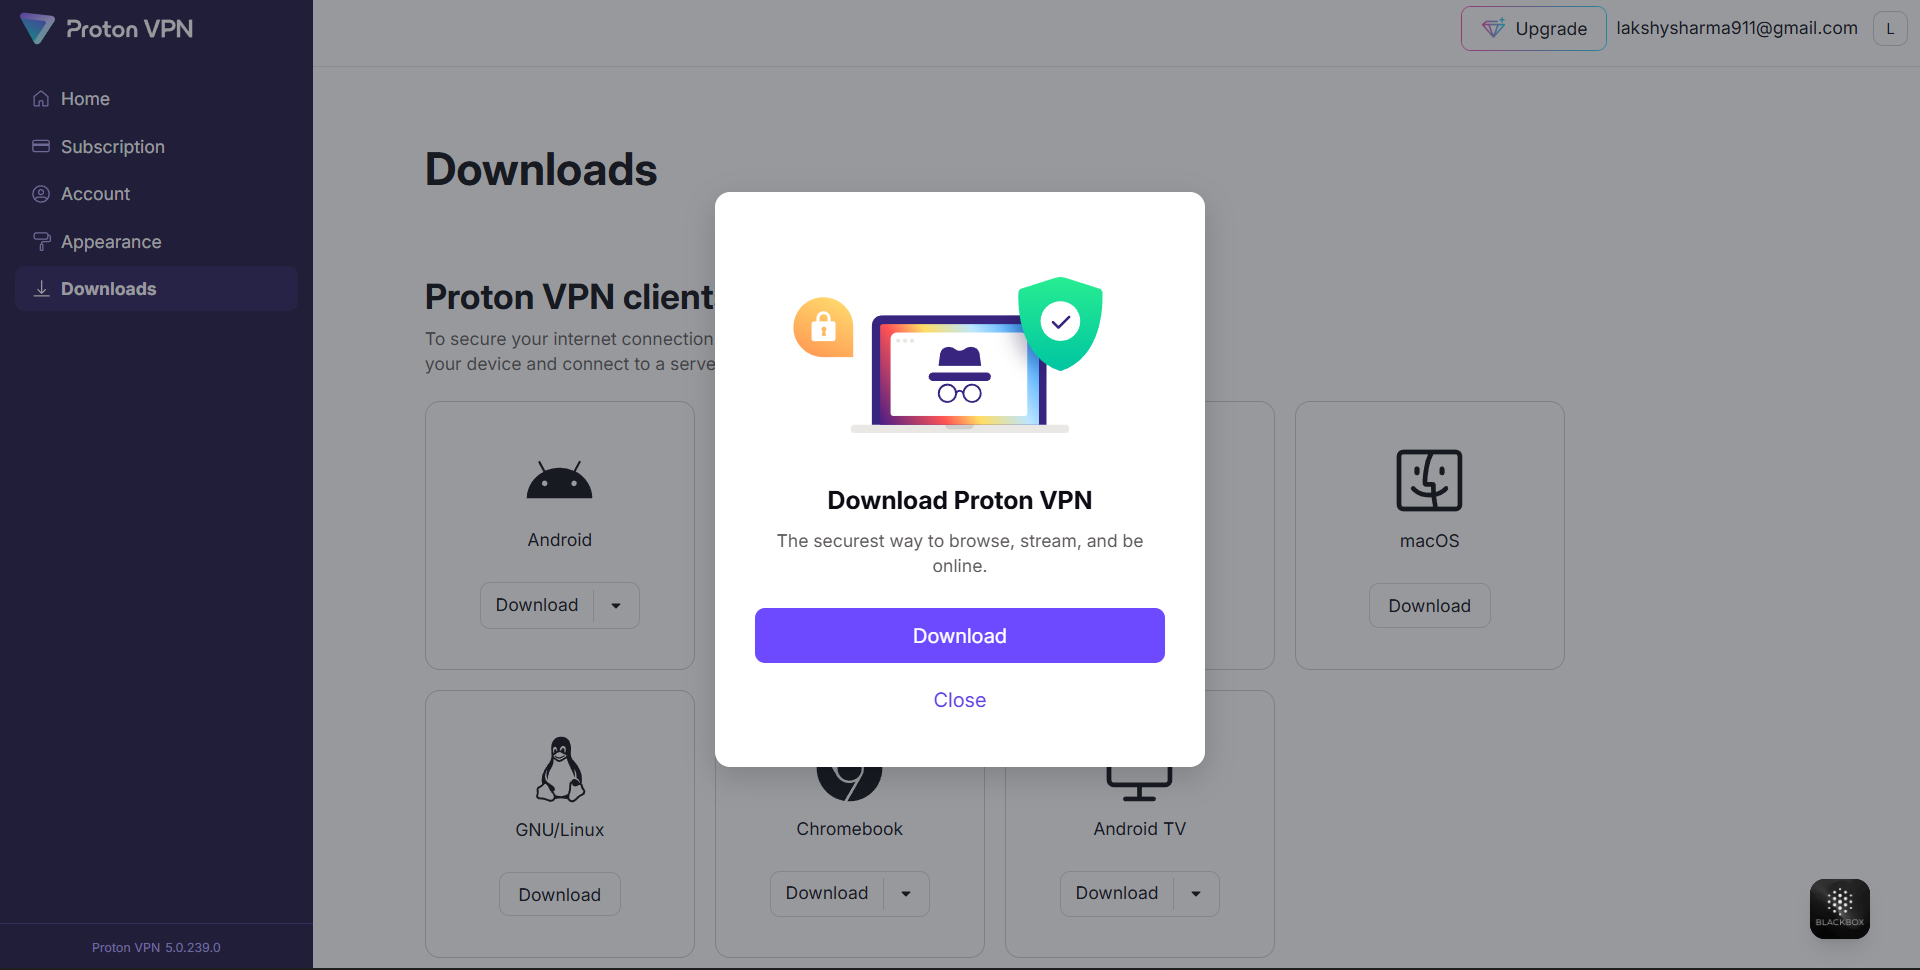 Proton VPN
Upgrade
lakshysharma911@gmail.com
L
Home
Subscription
Account
Appearance
Downloads
Downloads
Proton VPN client
To secure your internet connection
your device and connect to a serve
Android
Download
macOS
Download
Download Proton VPN
The securest way to browse, stream, and be
online.
Download
Close
GNU/Linux
Download
Chromebook
Download
Android TV
Download
BLACKBOX
Proton VPN 5.0.239.0